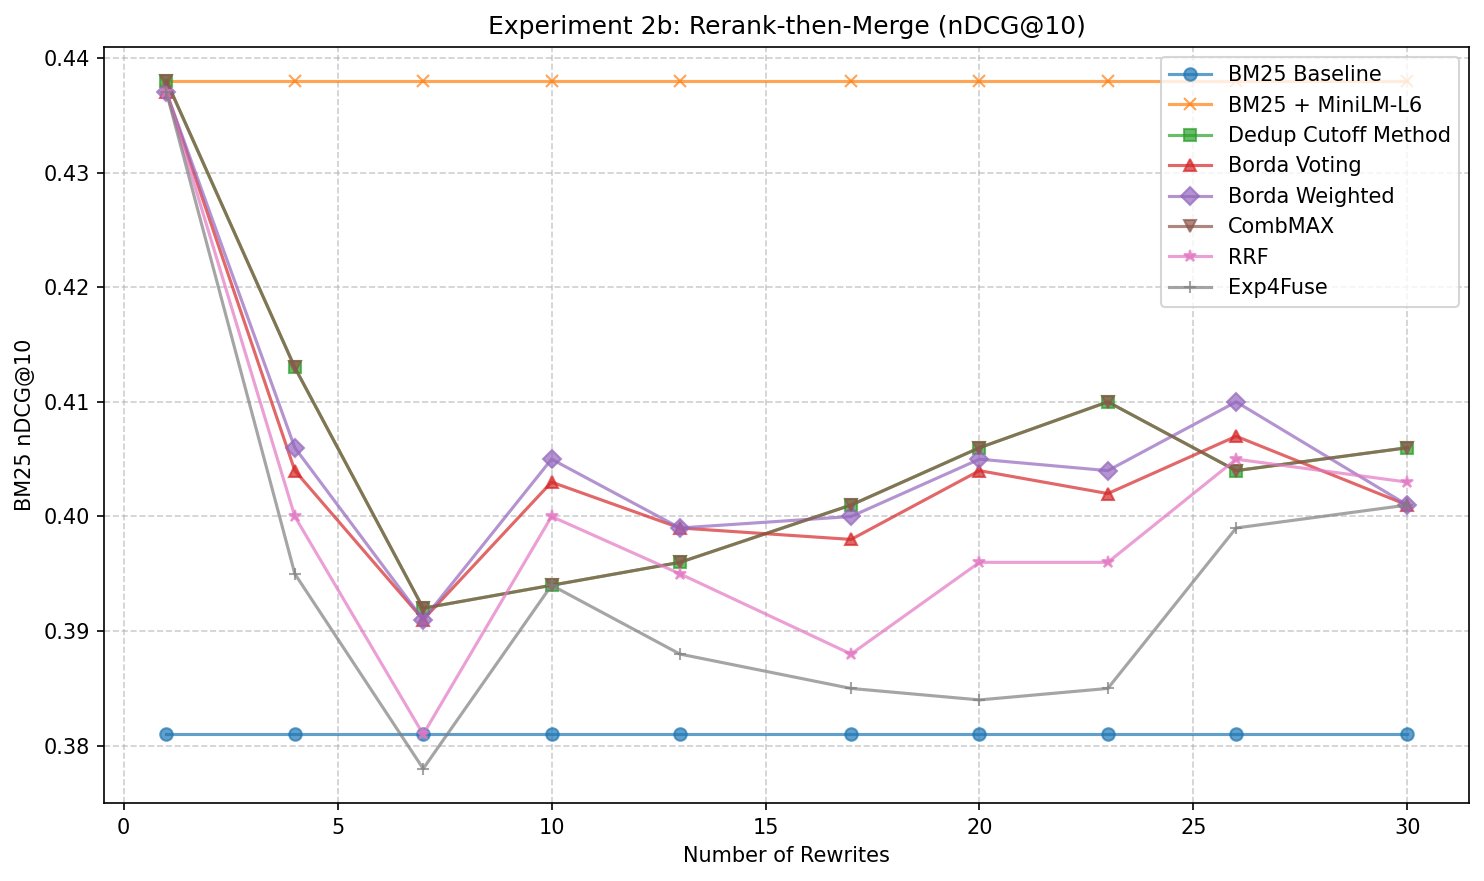 Experiment 2b: Rerank-then-Merge (nDCG@10)
BM25 nDCG@10
0.44
0.43
0.42
0.41
0.40
0.39
0.38
BM25 Baseline
BM25 + MiniLM-L6
Dedup Cutoff Method
Borda Voting
Borda Weighted
CombMAX
RRF
Exp4Fuse
0 5 10 15 20 25 30
Number of Rewrites